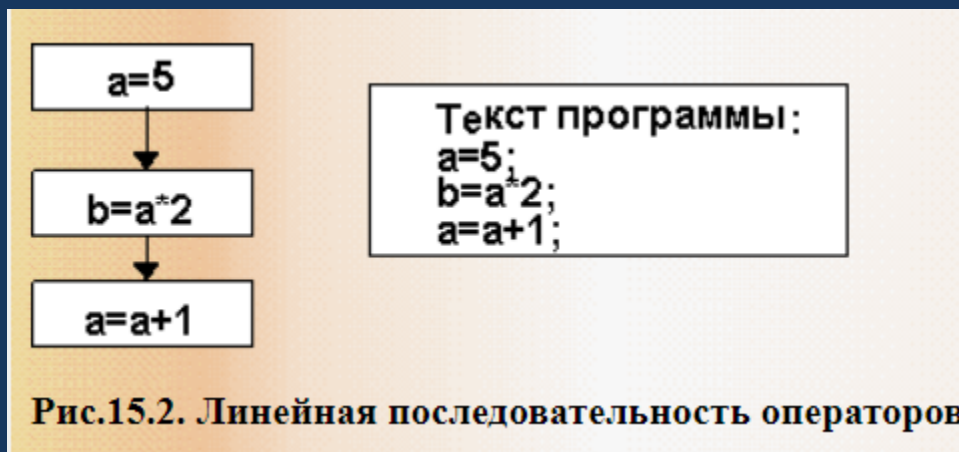 a=5
b=a*2
a=a+1
Текст программы:
a=5;
b=a*2;
a=a+1;
Рис.15.2. Линейная последовательность операторов